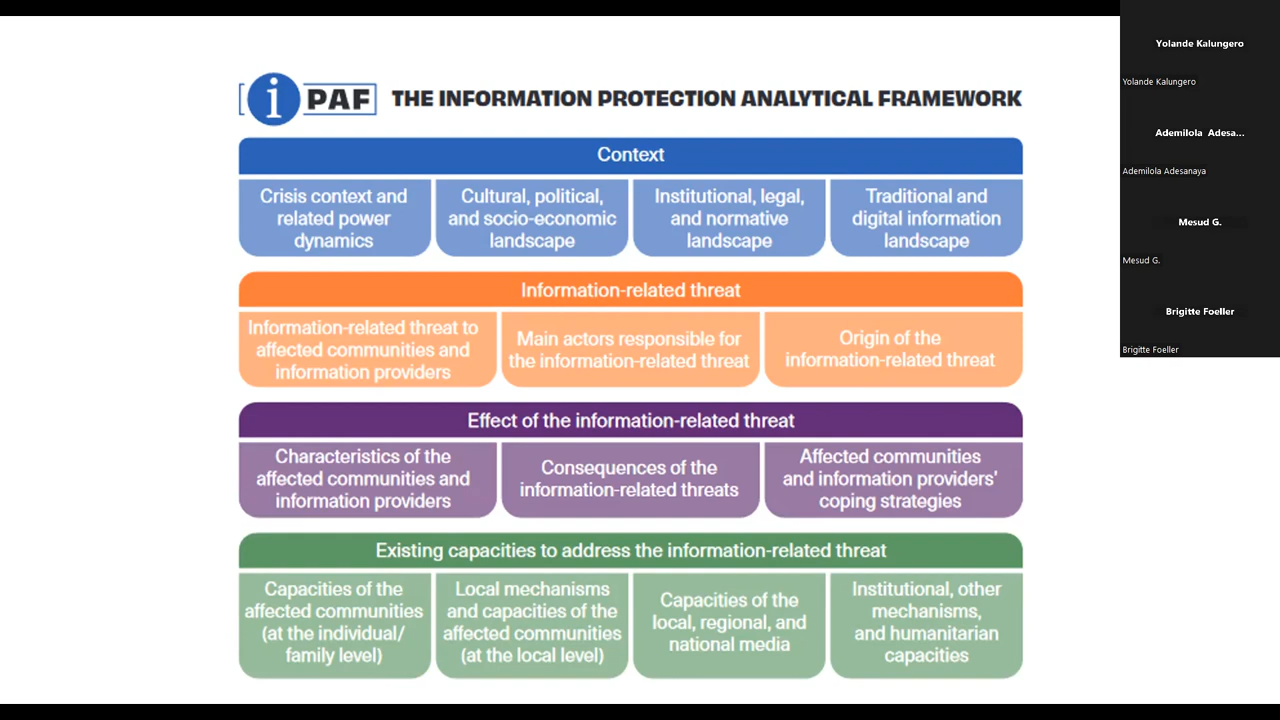 i PAF THE INFORMATION PROTECTION ANALYTICAL FRAMEWORK
Context
Crisis context and
related power
dynamics
Cultural, political,
and socio-economic
landscape
Institutional, legal,
and normative
landscape
Traditional and
digital information
landscape
Information-related threat
Information-related threat to
affected communities and
information providers
Main actors responsible for
the information-related threat
Origin of the
information-related threat
Effect of the information-related threat
Characteristics of the
affected communities and
information providers
Consequences of the
information-related threats
Affected communities
and information providers'
coping strategies
Existing capacities to address the information-related threat
Capacities of the
affected communities
(at the individual/
family level)
Local mechanisms
and capacities of the
affected communities
(at the local level)
Capacities of the
local, regional, and
national media
Institutional, other
mechanisms,
and humanitarian
capacities
Yolande Kalungero
Yolande Kalungero
Ademilola Adesa...
Ademilola Adesanaya
Mesud G.
Mesud G.
Brigitte Foeller
Brigitte Foeller